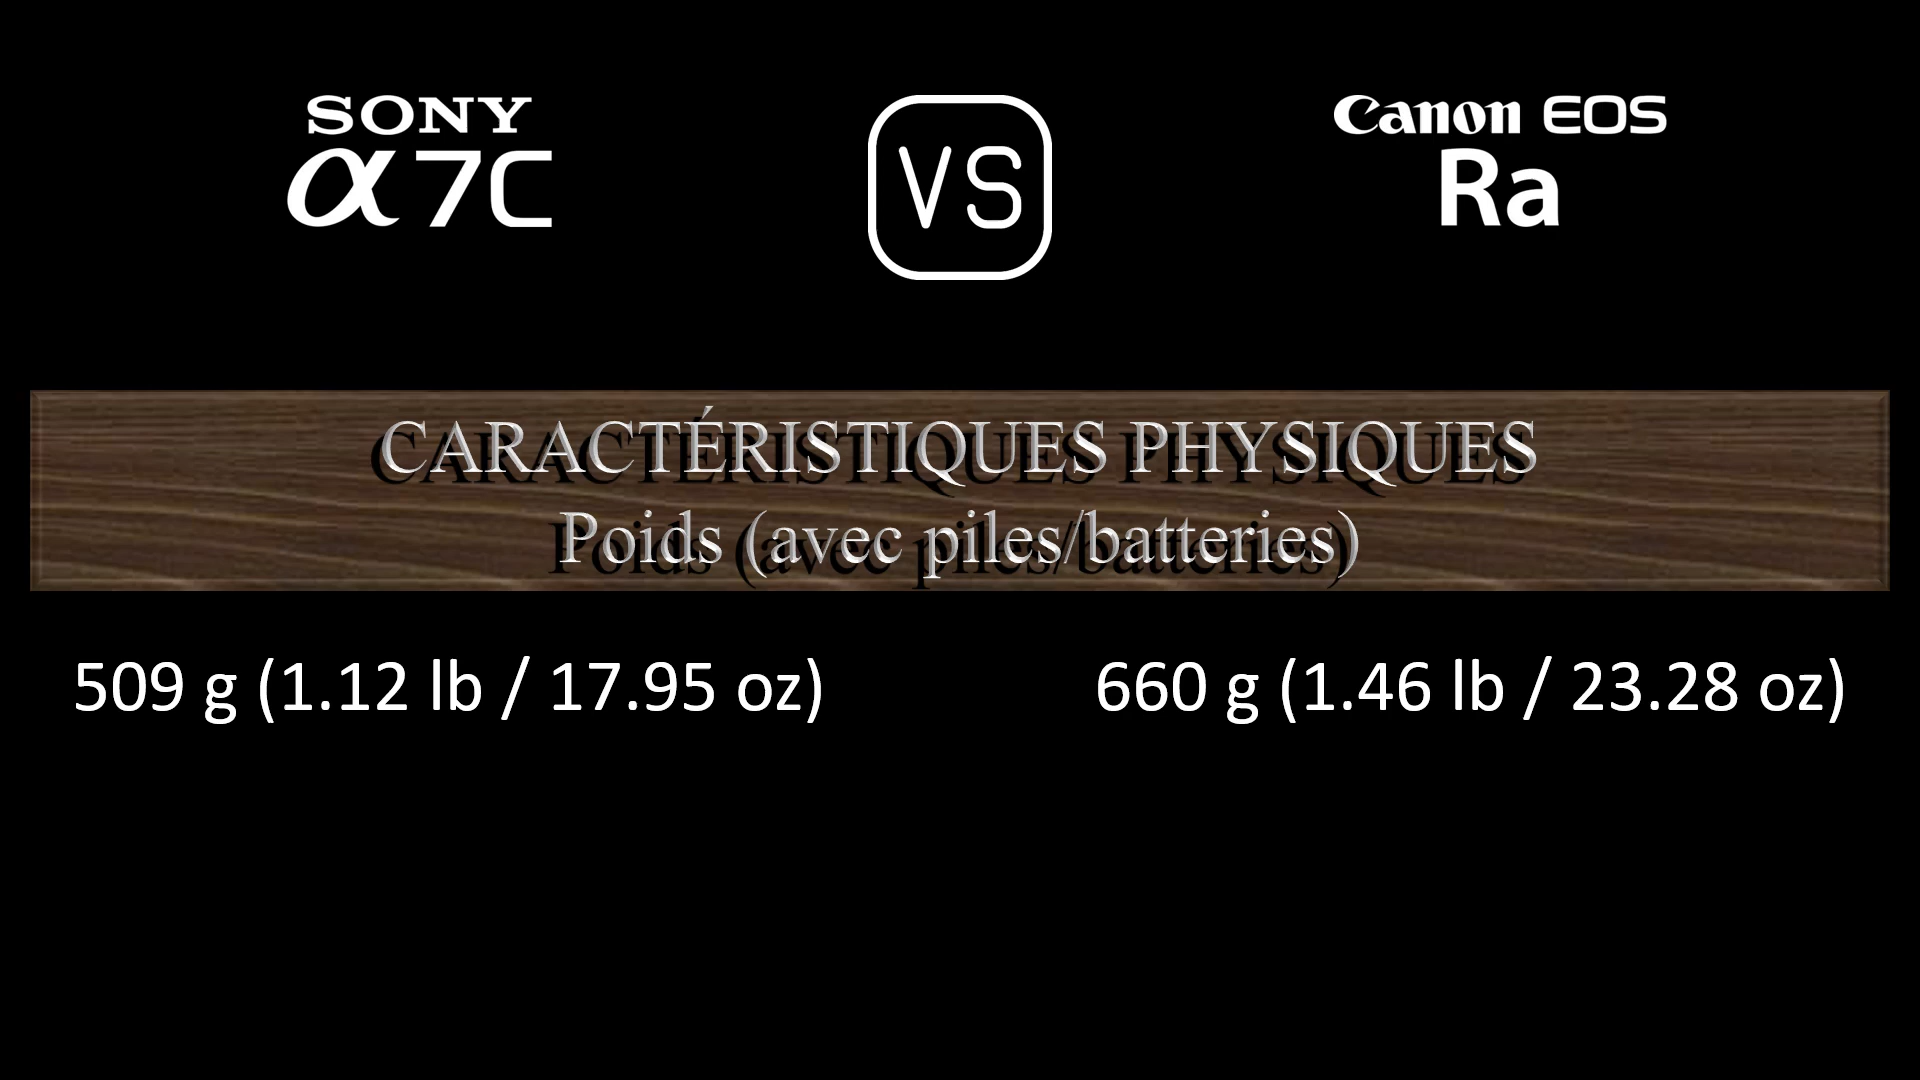 SONY
α7C
VS
Canon EOS
Ra
CARACTÉRISTIQUES PHYSIQUES
Poids (avec piles/batteries)
509 g (1.12 lb / 17.95 oz)
660 g (1.46 lb / 23.28 oz)